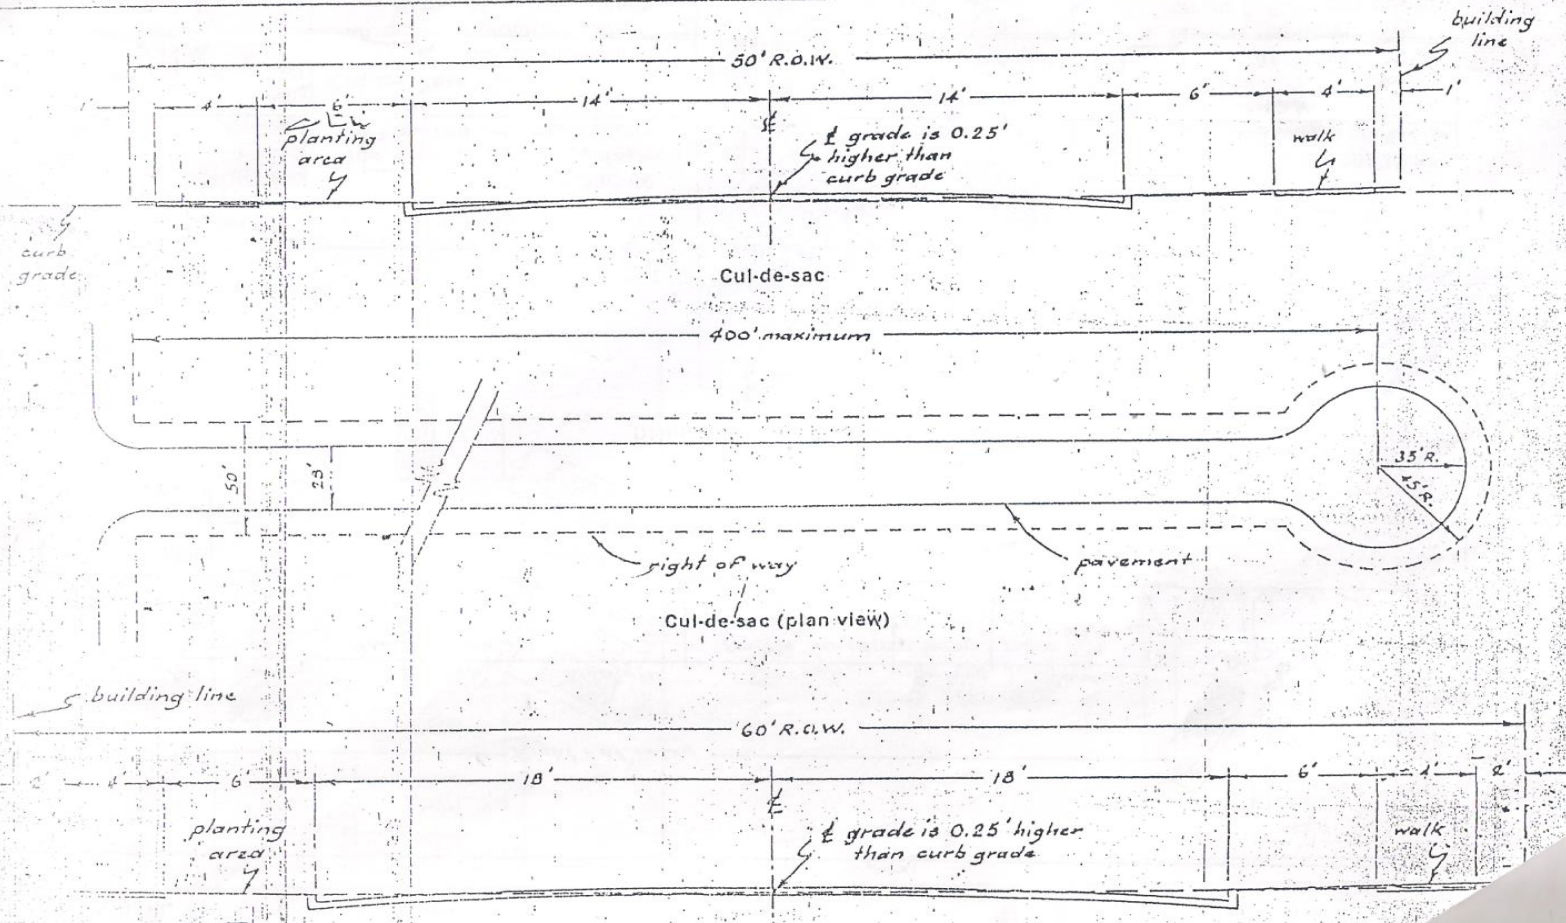 building
line
50' R.O.W.
1' 4' 6' 14' 14' 6' 4' 1'
planting
area
℄
℄ grade is 0.25'
higher than
curb grade
walk
curb
grade
Cul-de-sac
400' maximum
50'
35' R.
45' R.
right of way
pavement
Cul-de-sac (plan view)
building line
60' R.O.W.
2' 4' 6' 18' 18' 6' 4' 2'
℄
planting
area
℄ grade is 0.25' higher
than curb grade
walk